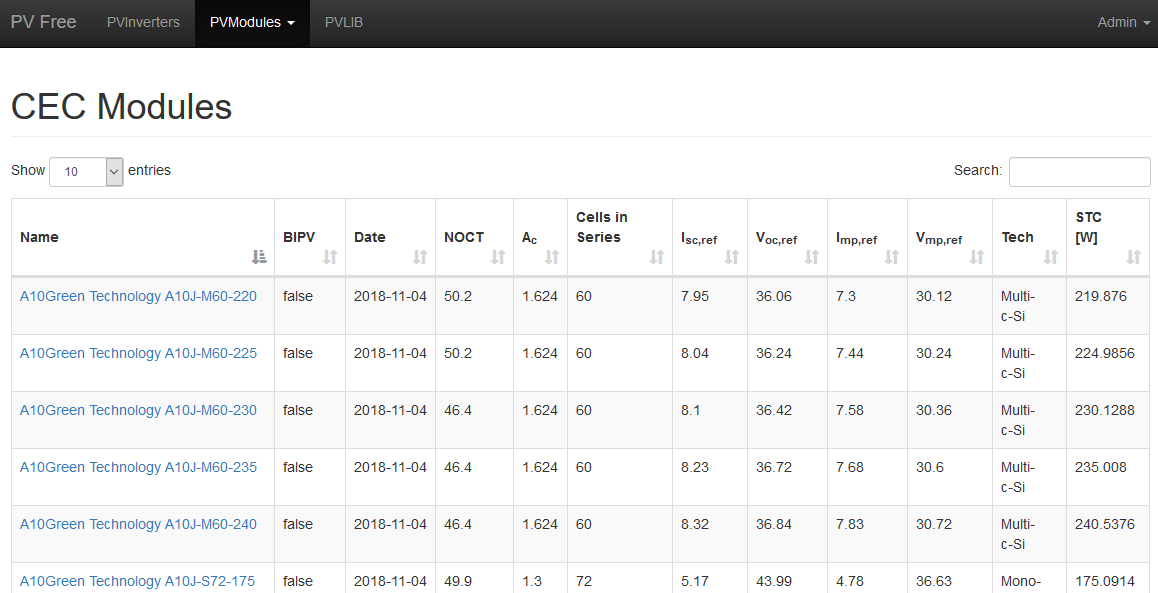 PV Free PVInverters PVModules PVLIB Admin
CEC Modules
Show 10 entries Search:
Name BIPV Date NOCT Ac Cells in Series Isc,ref Voc,ref Imp,ref Vmp,ref Tech STC [W]
A10Green Technology A10J-M60-220 false 2018-11-04 50.2 1.624 60 7.95 36.06 7.3 30.12 Multi-c-Si 219.876
A10Green Technology A10J-M60-225 false 2018-11-04 50.2 1.624 60 8.04 36.24 7.44 30.24 Multi-c-Si 224.9856
A10Green Technology A10J-M60-230 false 2018-11-04 46.4 1.624 60 8.1 36.42 7.58 30.36 Multi-c-Si 230.1288
A10Green Technology A10J-M60-235 false 2018-11-04 46.4 1.624 60 8.23 36.72 7.68 30.6 Multi-c-Si 235.008
A10Green Technology A10J-M60-240 false 2018-11-04 46.4 1.624 60 8.32 36.84 7.83 30.72 Multi-c-Si 240.5376
A10Green Technology A10J-S72-175 false 2018-11-04 49.9 1.3 72 5.17 43.99 4.78 36.63 Mono- 175.0914